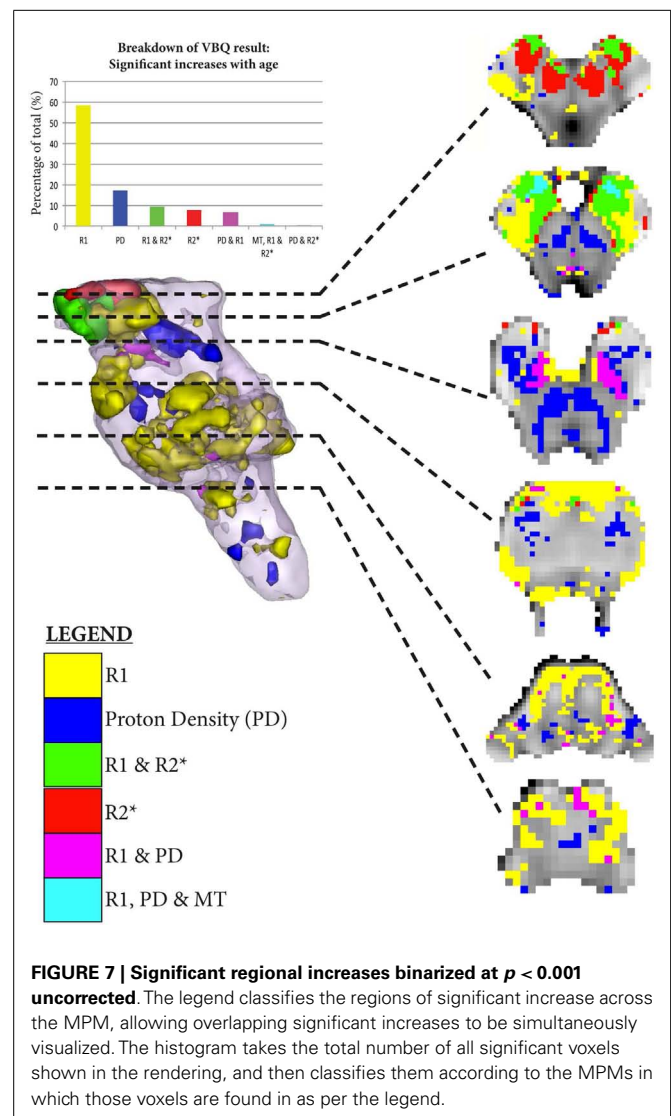 Breakdown of VBQ result:
Significant increases with age
Percentage of total (%)
70
60
50
40
30
20
10
0
R1 PD R1 & R2* R2* PD & R1 MT, R1 & R2* PD & R2*
LEGEND
R1
Proton Density (PD)
R1 & R2*
R2*
R1 & PD
R1, PD & MT
FIGURE 7 | Significant regional increases binarized at p < 0.001
uncorrected. The legend classifies the regions of significant increase across
the MPM, allowing overlapping significant increases to be simultaneously
visualized. The histogram takes the total number of all significant voxels
shown in the rendering, and then classifies them according to the MPMs in
which those voxels are found in as per the legend.